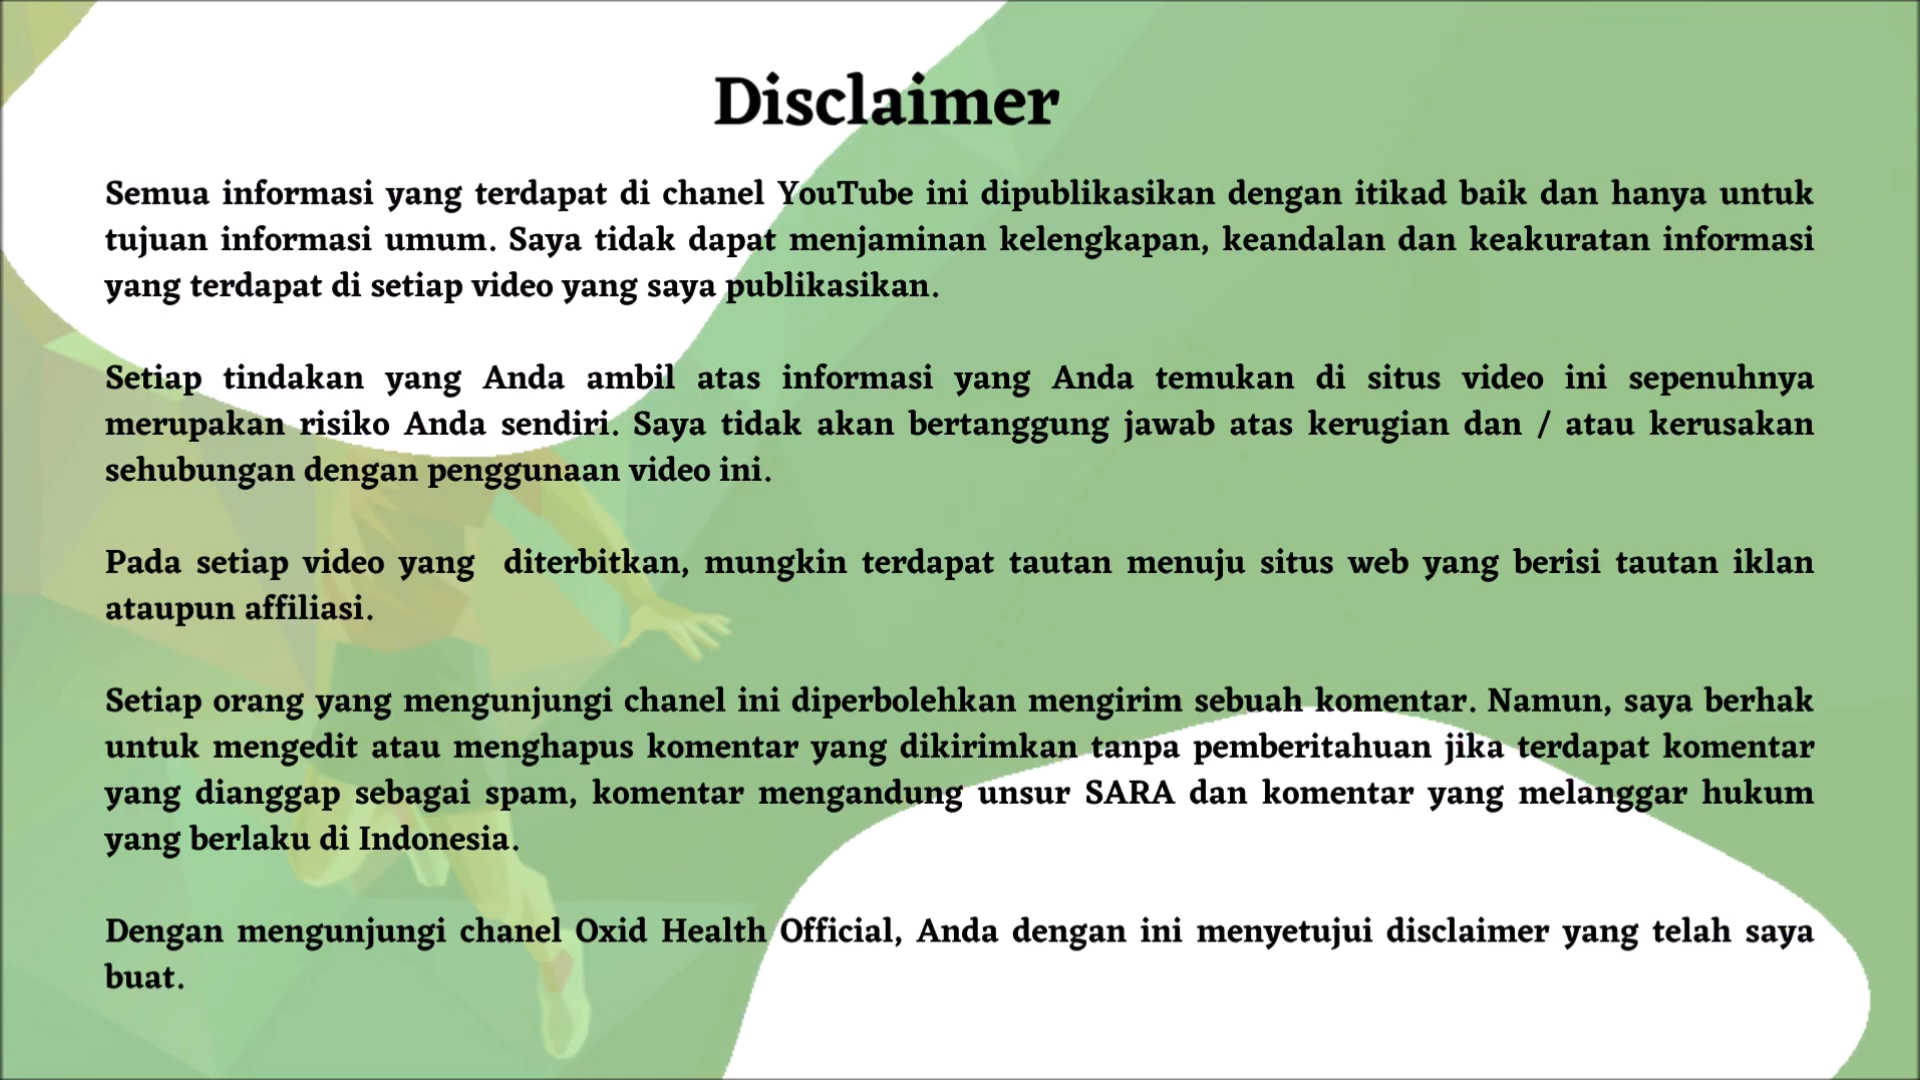 Disclaimer
Semua informasi yang terdapat di chanel YouTube ini dipublikasikan dengan itikad baik dan hanya untuk
tujuan informasi umum. Saya tidak dapat menjaminan kelengkapan, keandalan dan keakuratan informasi
yang terdapat di setiap video yang saya publikasikan.
Setiap tindakan yang Anda ambil atas informasi yang Anda temukan di situs video ini sepenuhnya
merupakan risiko Anda sendiri. Saya tidak akan bertanggung jawab atas kerugian dan / atau kerusakan
sehubungan dengan penggunaan video ini.
Pada setiap video yang diterbitkan, mungkin terdapat tautan menuju situs web yang berisi tautan iklan
ataupun affiliasi.
Setiap orang yang mengunjungi chanel ini diperbolehkan mengirim sebuah komentar. Namun, saya berhak
untuk mengedit atau menghapus komentar yang dikirimkan tanpa pemberitahuan jika terdapat komentar
yang dianggap sebagai spam, komentar mengandung unsur SARA dan komentar yang melanggar hukum
yang berlaku di Indonesia.
Dengan mengunjungi chanel Oxid Health Official, Anda dengan ini menyetujui disclaimer yang telah saya
buat.